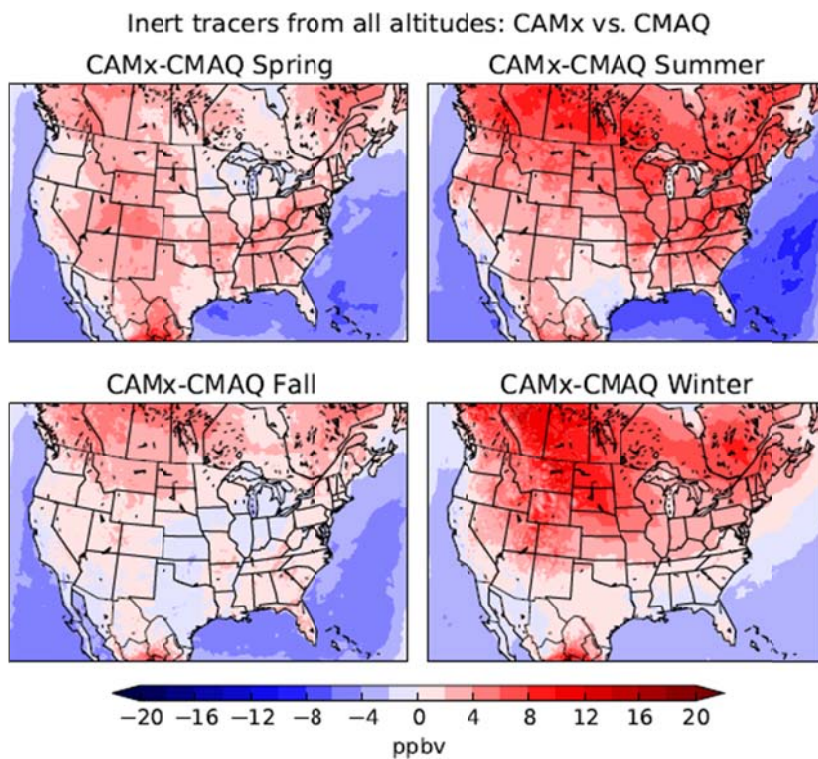 Inert tracers from all altitudes: CAMx vs. CMAQ
CAMx-CMAQ Spring
CAMx-CMAQ Summer
CAMx-CMAQ Fall
CAMx-CMAQ Winter
−20 −16 −12 −8 −4 0 4 8 12 16 20
ppbv